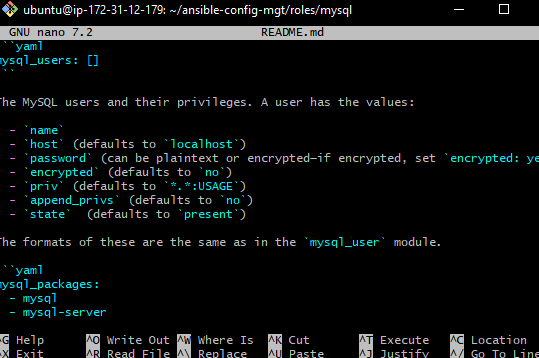 ubuntu@ip-172-31-12-179: ~/ansible-config-mgt/roles/mysql
GNU nano 7.2 README.md
``yaml
mysql_users: []
``
The MySQL users and their privileges. A user has the values:
- `name`
- `host` (defaults to `localhost`)
- `password` (can be plaintext or encrypted—if encrypted, set `encrypted: ye
- `encrypted` (defaults to `no`)
- `priv` (defaults to `*.*:USAGE`)
- `append_privs` (defaults to `no`)
- `state`  (defaults to `present`)
The formats of these are the same as in the `mysql_user` module.
``yaml
mysql_packages:
- mysql
- mysql-server
^G Help ^O Write Out ^W Where Is ^K Cut ^T Execute ^C Location
^X Exit ^R Read File ^\ Replace ^U Paste ^J Justify ^/ Go To Line